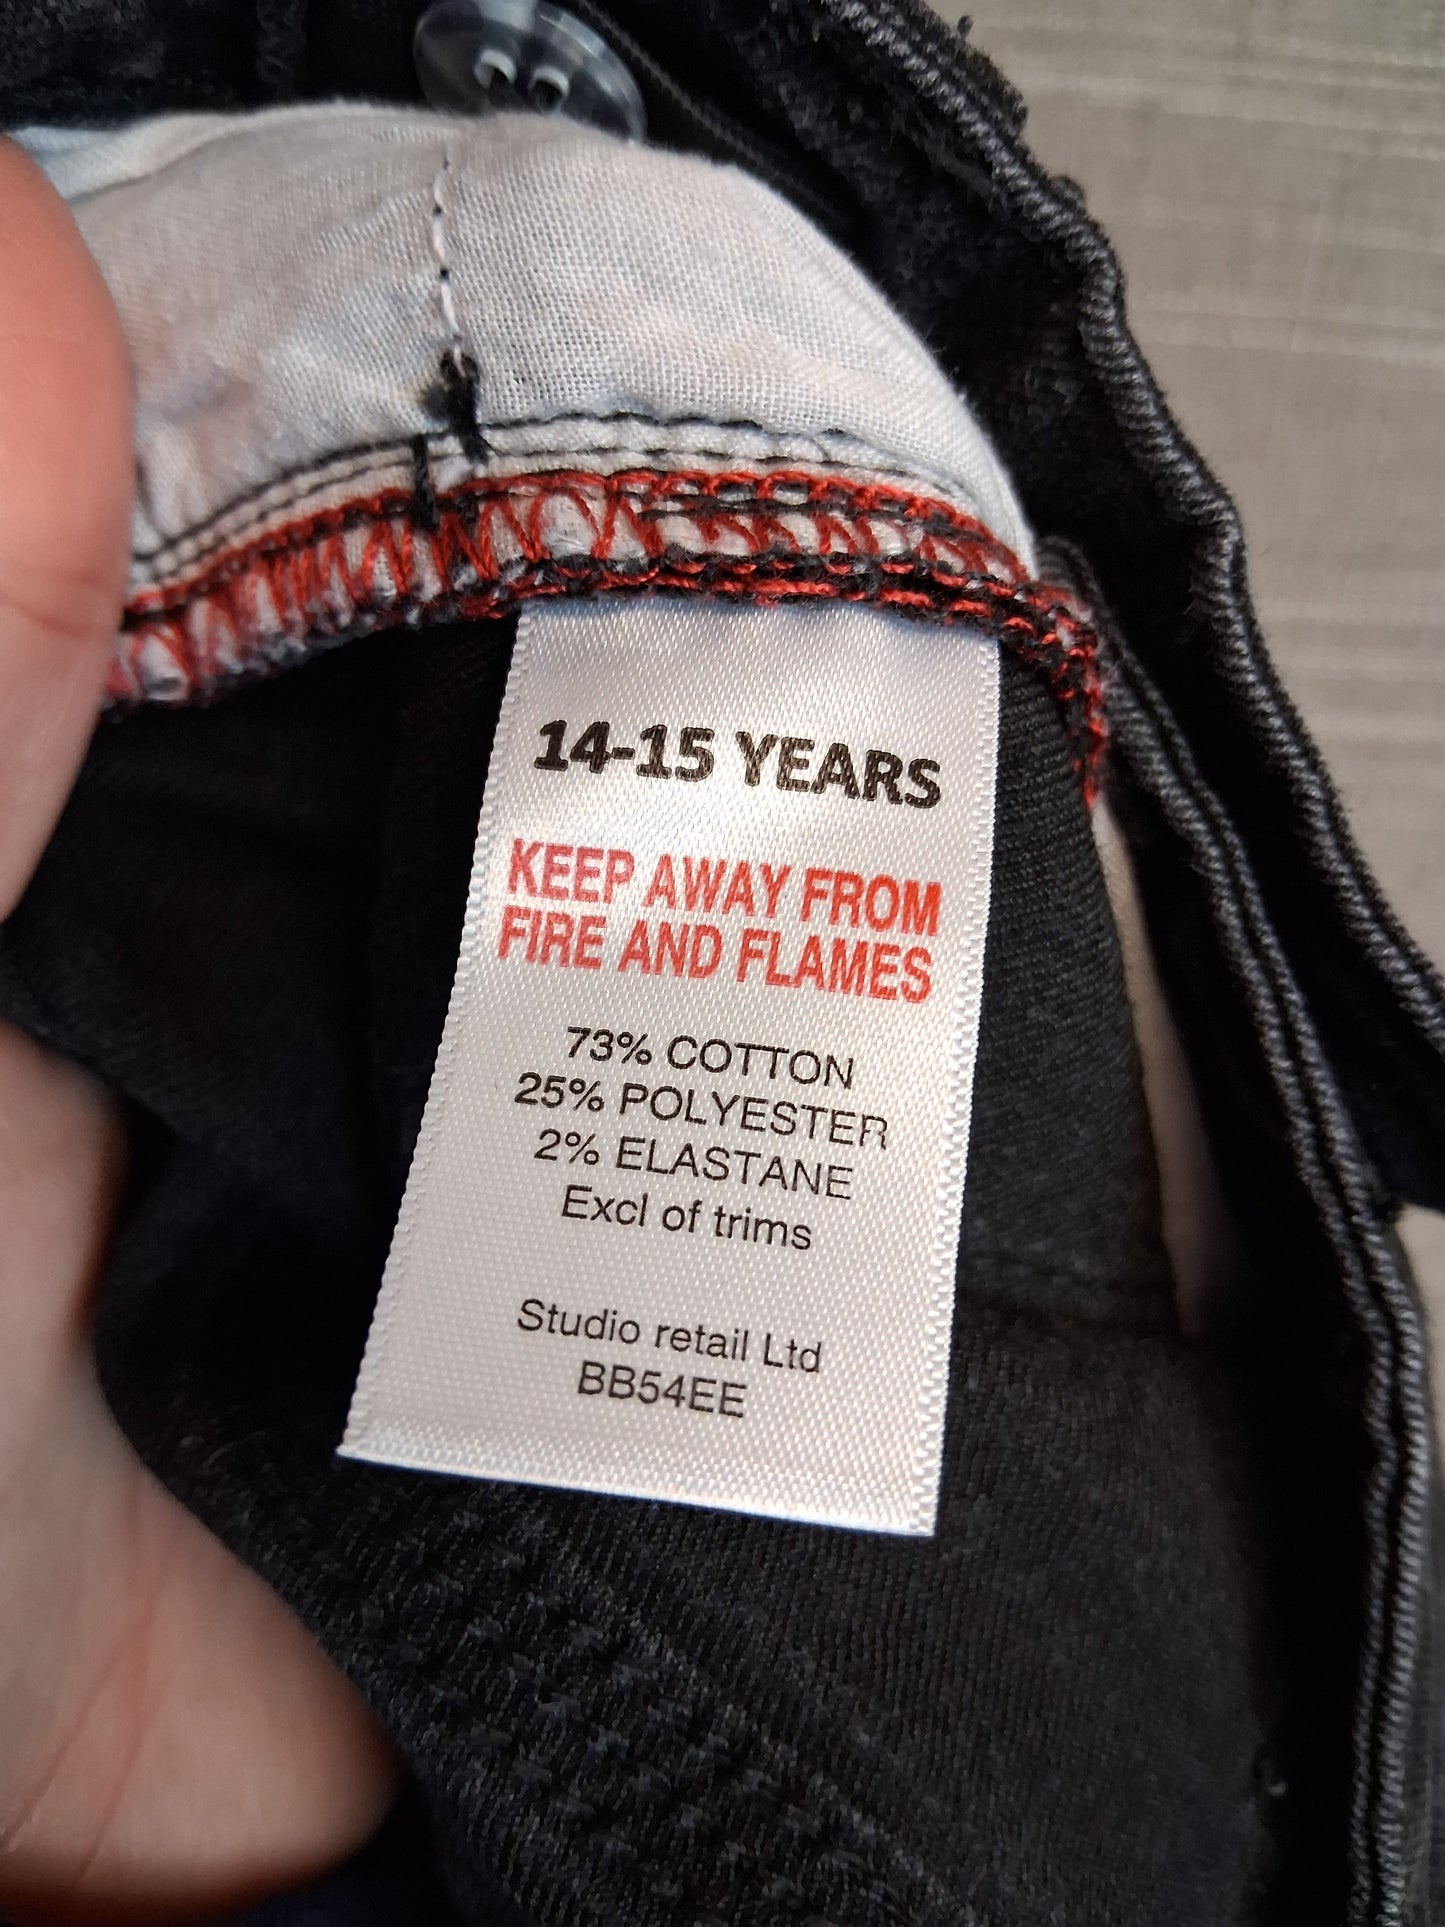 14-15 YEARS
KEEP AWAY FROM
FIRE AND FLAMES
73% COTTON
25% POLYESTER
2% ELASTANE
Excl of trims
Studio retail Ltd
BB54EE